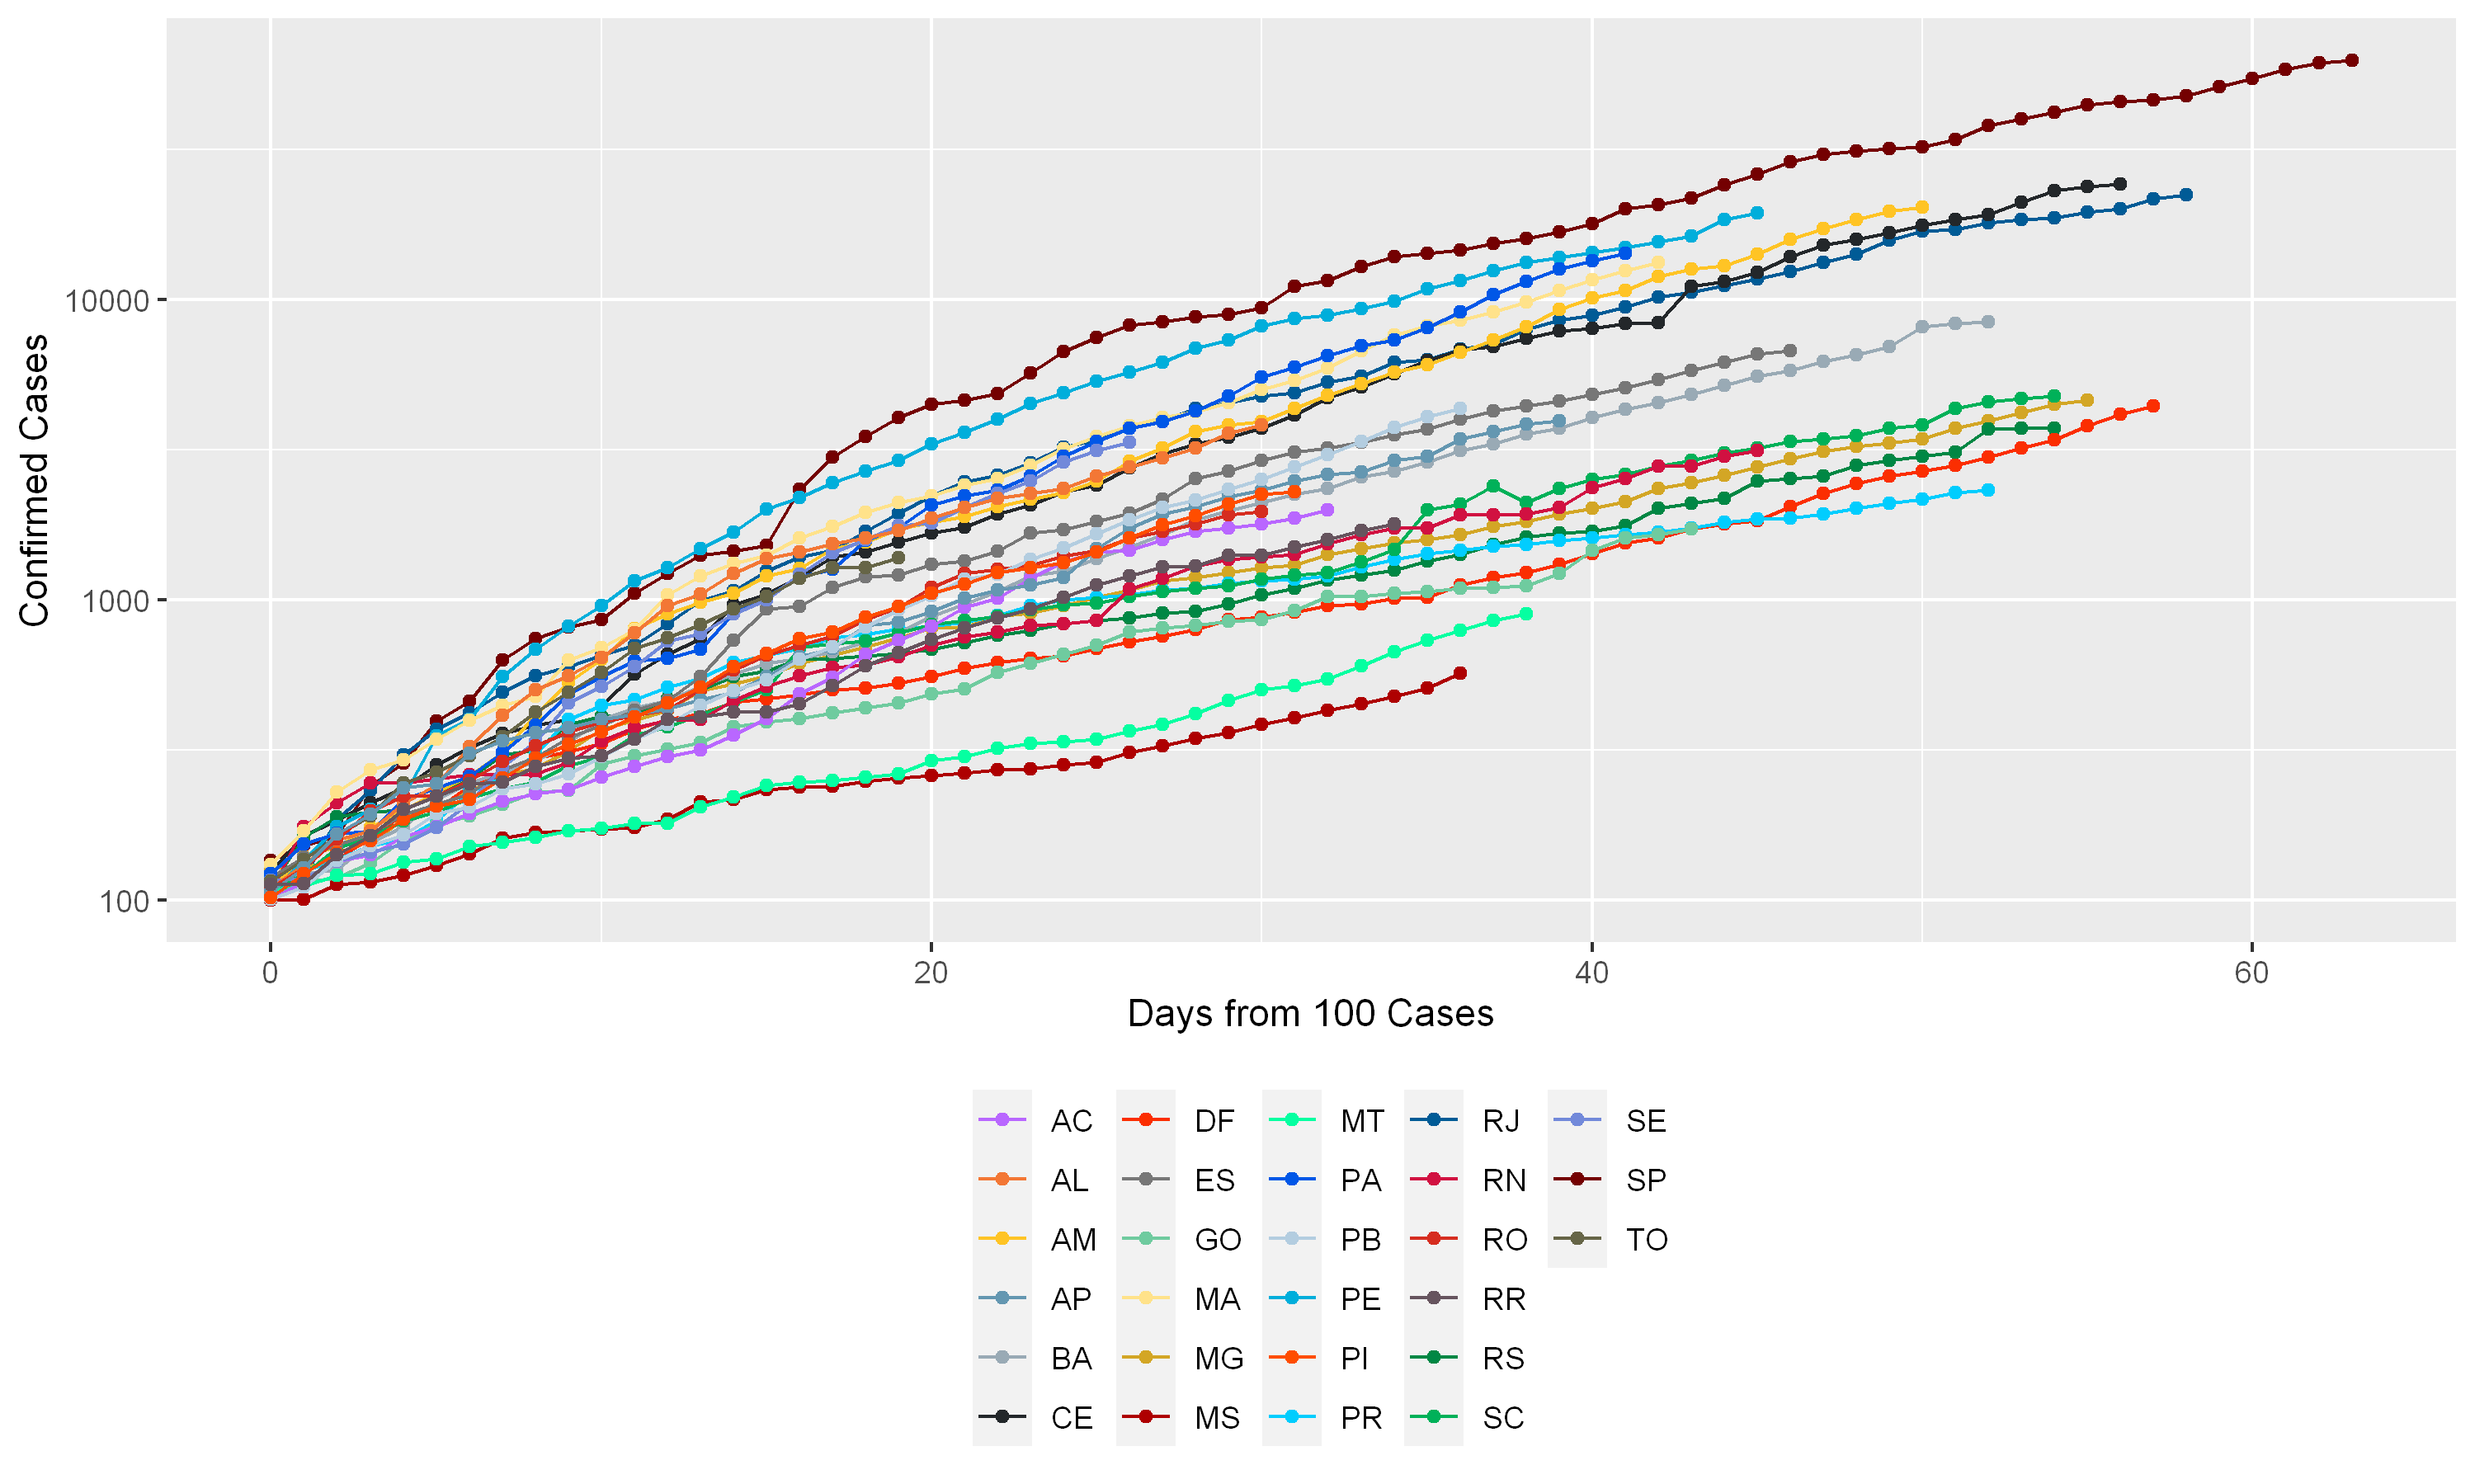 Confirmed Cases
10000
1000
100
0 20 40 60
Days from 100 Cases
AC DF MT RJ SE
AL ES PA RN SP
AM GO PB RO TO
AP MA PE RR
BA MG PI RS
CE MS PR SC